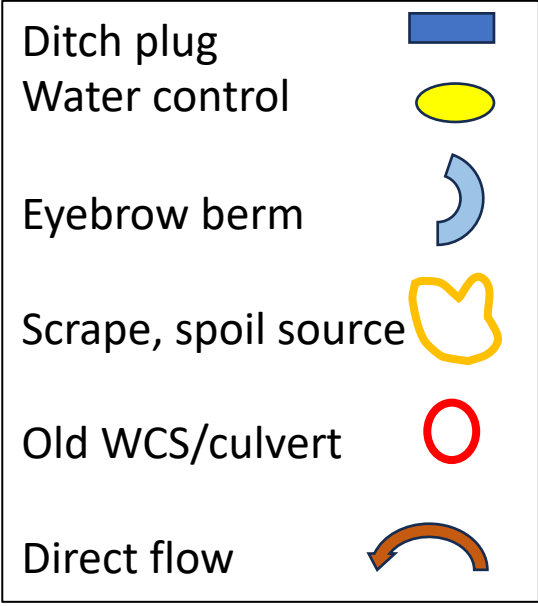 Ditch plug
Water control
Eyebrow berm
Scrape, spoil source
Old WCS/culvert
Direct flow